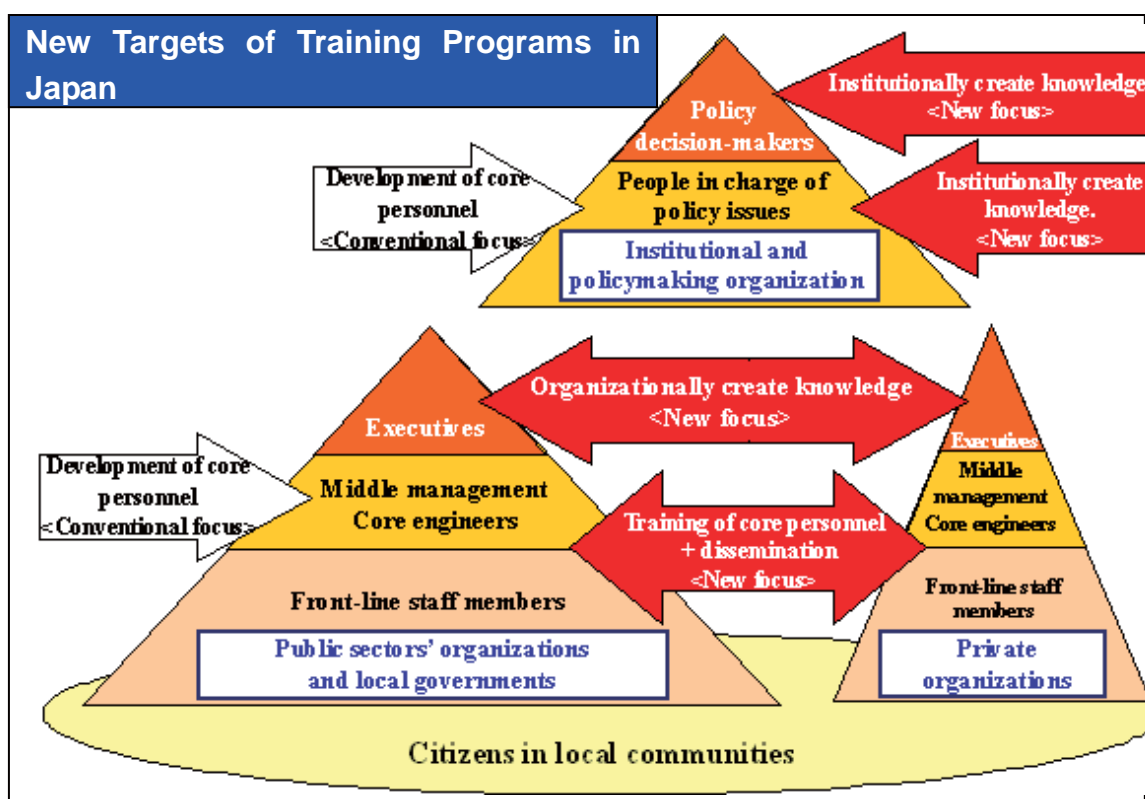 New Targets of Training Programs in
Japan
Institutionally create knowledge
<New focus>
Policy
decision-makers
Development of core
personnel
<Conventional focus>
People in charge of
policy issues
Institutionally create
knowledge.
<New focus>
Institutional and
policymaking organization
Organizationally create knowledge
<New focus>
Executives
Executives
Development of core
personnel
<Conventional focus>
Middle management
Core engineers
Training of core personnel
+ dissemination
<New focus>
Middle
management
Core engineers
Front-line staff members
Front-line staff
members
Public sectors' organizations
and local governments
Private
organizations
Citizens in local communities